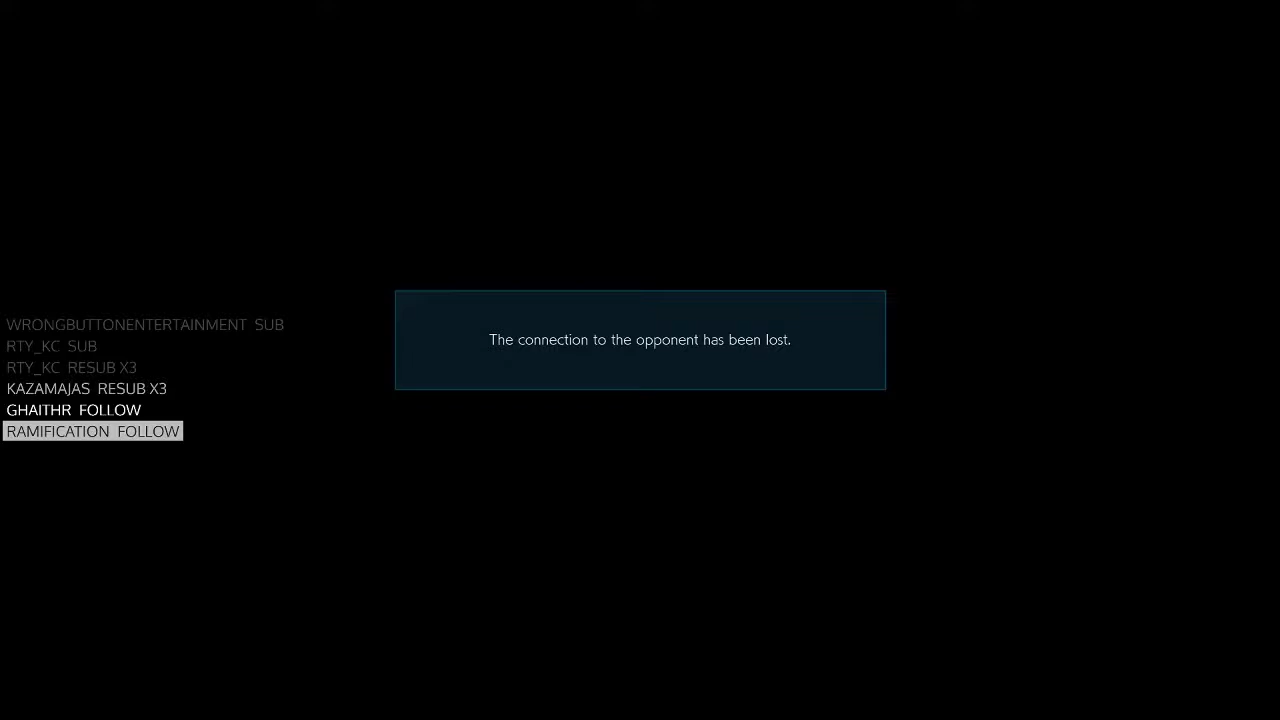 The connection to the opponent has been lost.
WRONGBUTTONENTERTAINMENT SUB
RTY_KC SUB
RTY_KC RESUB X3
KAZAMAJAS RESUB X3
GHAITHR FOLLOW
RAMIFICATION FOLLOW